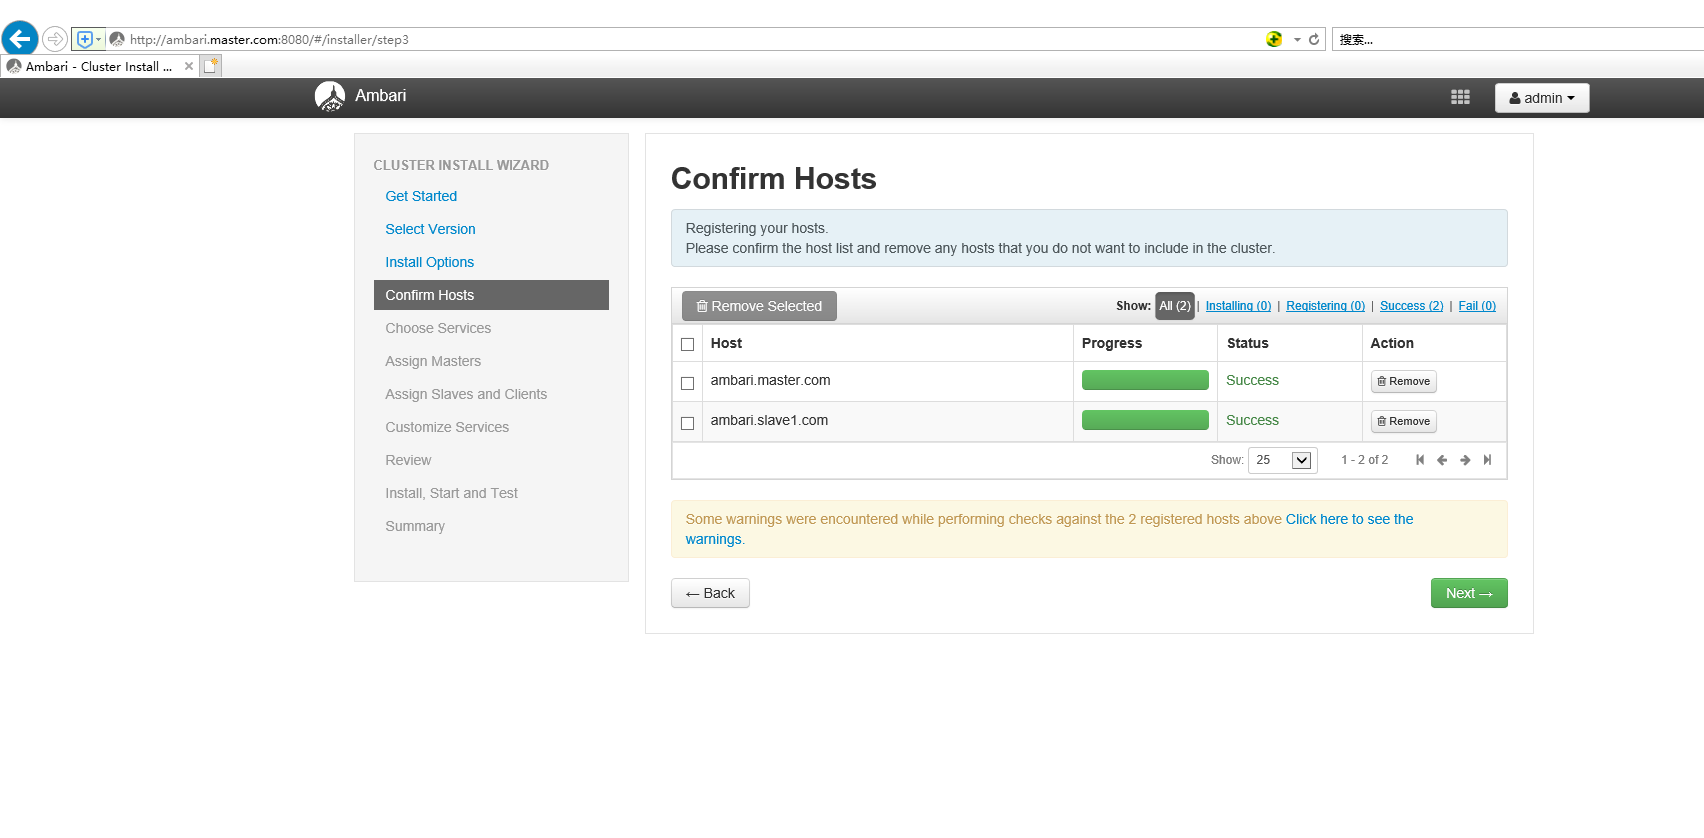 http://ambari.master.com:8080/#/installer/step3
搜索...
Ambari - Cluster Install ...
Ambari
admin
CLUSTER INSTALL WIZARD
Get Started
Select Version
Install Options
Confirm Hosts
Choose Services
Assign Masters
Assign Slaves and Clients
Customize Services
Review
Install, Start and Test
Summary
Confirm Hosts
Registering your hosts.
Please confirm the host list and remove any hosts that you do not want to include in the cluster.
Remove Selected
Show: All (2) | Installing (0) | Registering (0) | Success (2) | Fail (0)
Host Progress Status Action
ambari.master.com Success Remove
ambari.slave1.com Success Remove
Show: 25 1 - 2 of 2
Some warnings were encountered while performing checks against the 2 registered hosts above Click here to see the
warnings.
← Back
Next →